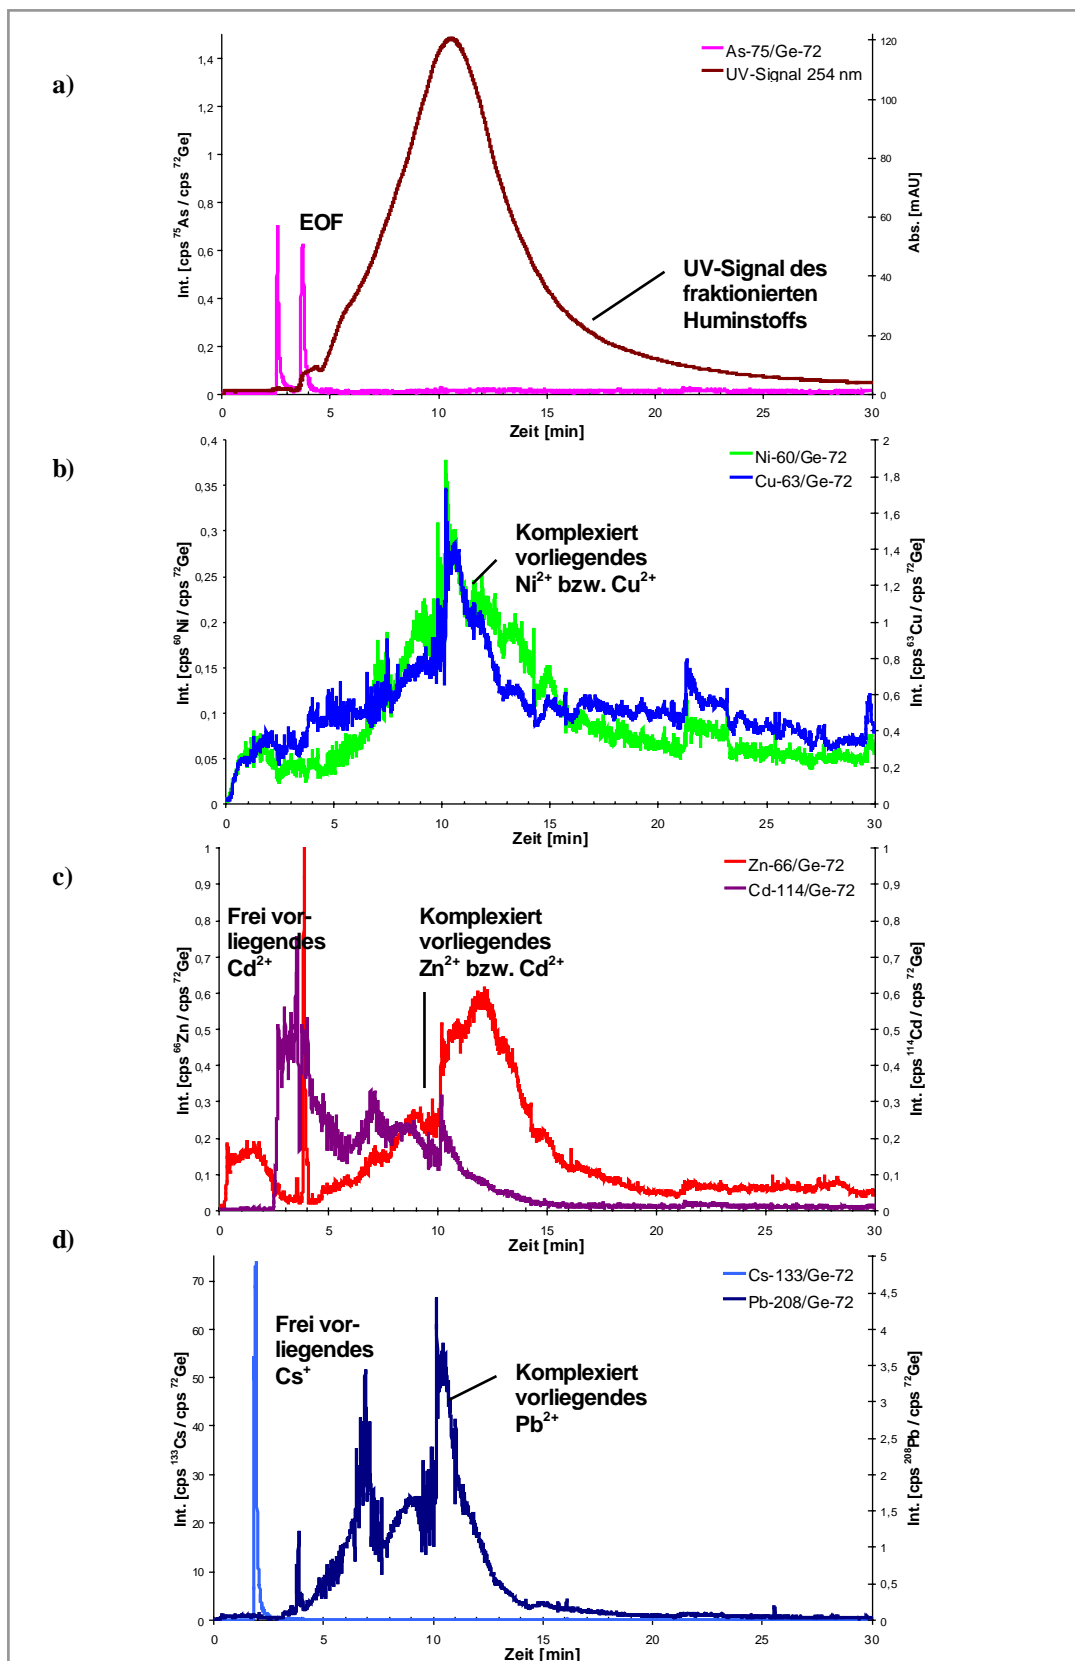 a)
As-75/Ge-72
UV-Signal 254 nm
Int. [cps ⁷⁵As / cps ⁷²Ge]
1,4
1,2
1
0,8
0,6
0,4
0,2
0
EOF
UV-Signal des
fraktionierten
Huminstoffs
Abs. [mAU]
120
100
80
60
40
20
0
0 5 10 15 20 25 30
Zeit [min]
b)
Ni-60/Ge-72
Cu-63/Ge-72
Int. [cps ⁶⁰Ni / cps ⁷²Ge]
0,4
0,35
0,3
0,25
0,2
0,15
0,1
0,05
0
Komplexiert
vorliegendes
Ni²⁺ bzw. Cu²⁺
Int. [cps ⁶³Cu / cps ⁷²Ge]
2
1,8
1,6
1,4
1,2
1
0,8
0,6
0,4
0,2
0
0 5 10 15 20 25 30
Zeit [min]
c)
Zn-66/Ge-72
Cd-114/Ge-72
Int. [cps ⁶⁶Zn / cps ⁷²Ge]
1
0,9
0,8
0,7
0,6
0,5
0,4
0,3
0,2
0,1
0
Frei vor-
liegendes
Cd²⁺
Komplexiert
vorliegendes
Zn²⁺ bzw. Cd²⁺
Int. [cps ¹¹⁴Cd / cps ⁷²Ge]
1
0,9
0,8
0,7
0,6
0,5
0,4
0,3
0,2
0,1
0
0 5 10 15 20 25 30
Zeit [min]
d)
Cs-133/Ge-72
Pb-208/Ge-72
Int. [cps ¹³³Cs / cps ⁷²Ge]
70
60
50
40
30
20
10
0
Frei vor-
liegendes
Cs⁺
Komplexiert
vorliegendes
Pb²⁺
Int. [cps ²⁰⁸Pb / cps ⁷²Ge]
5
4,5
4
3,5
3
2,5
2
1,5
1
0,5
0
0 5 10 15 20 25 30
Zeit [min]